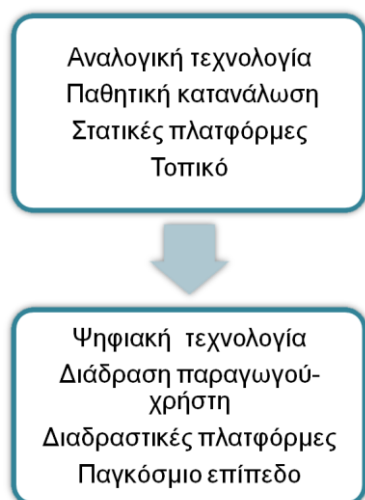 Αναλογική τεχνολογία
Παθητική κατανάλωση
Στατικές πλατφόρμες
Τοπικό
Ψηφιακή τεχνολογία
Διάδραση παραγωγού-
χρήστη
Διαδραστικές πλατφόρμες
Παγκόσμιο επίπεδο